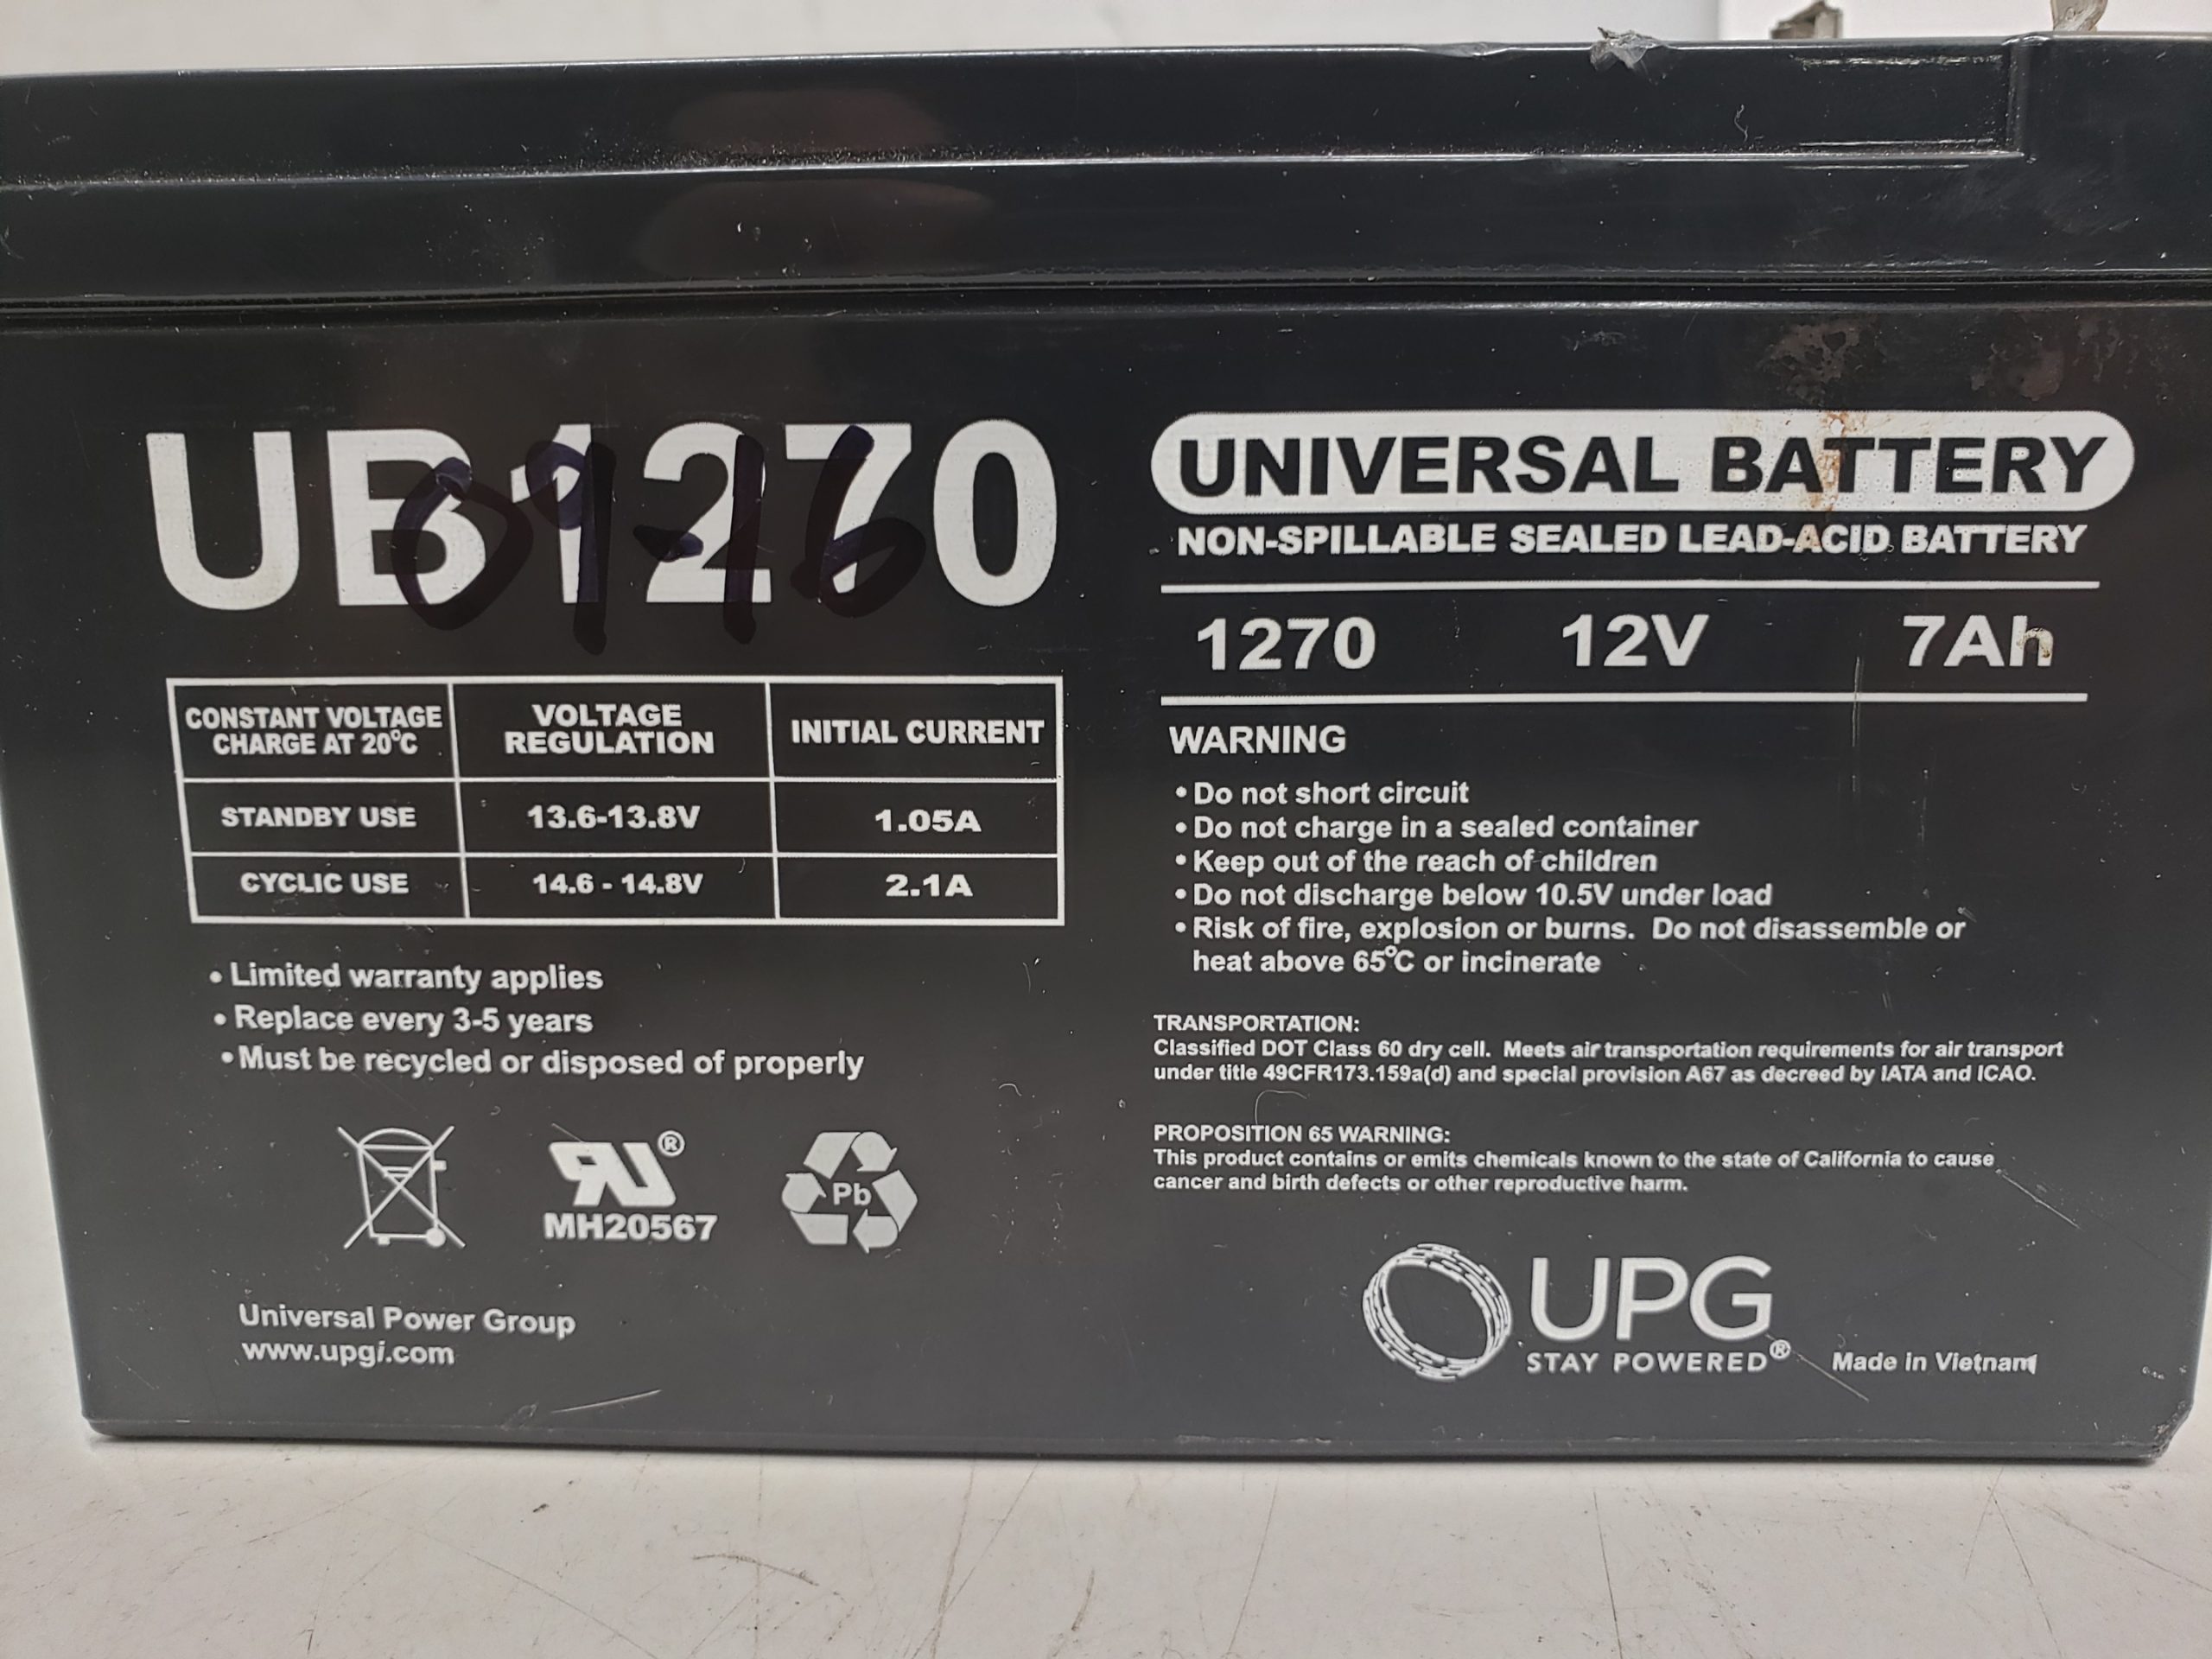 UB1270
09-16
CONSTANT VOLTAGE CHARGE AT 20°C VOLTAGE REGULATION INITIAL CURRENT
STANDBY USE 13.6-13.8V 1.05A
CYCLIC USE 14.6 - 14.8V 2.1A
• Limited warranty applies
• Replace every 3-5 years
• Must be recycled or disposed of properly
RU®
MH20567
Pb
Universal Power Group
www.upgi.com
UNIVERSAL BATTERY
NON-SPILLABLE SEALED LEAD-ACID BATTERY
1270 12V 7Ah
WARNING
• Do not short circuit
• Do not charge in a sealed container
• Keep out of the reach of children
• Do not discharge below 10.5V under load
• Risk of fire, explosion or burns. Do not disassemble or
heat above 65°C or incinerate
TRANSPORTATION:
Classified DOT Class 60 dry cell. Meets air transportation requirements for air transport
under title 49CFR173.159a(d) and special provision A67 as decreed by IATA and ICAO.
PROPOSITION 65 WARNING:
This product contains or emits chemicals known to the state of California to cause
cancer and birth defects or other reproductive harm.
UPG
STAY POWERED®
Made in Vietnam